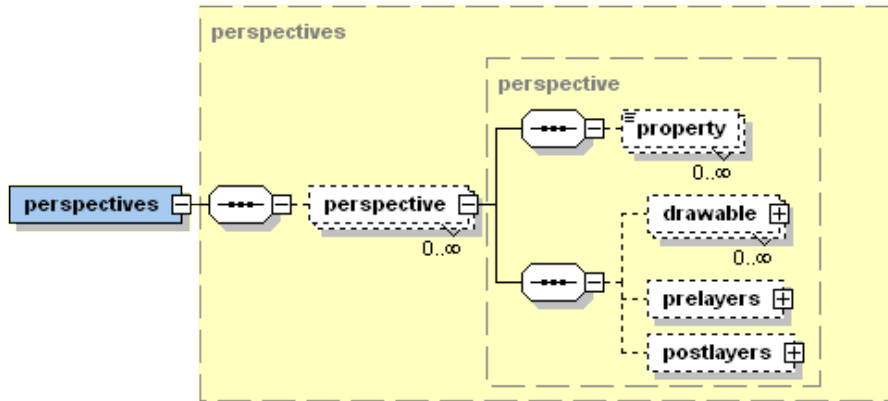 perspectives
perspective
property
0..∞
perspectives
perspective
0..∞
drawable
0..∞
prelayers
postlayers